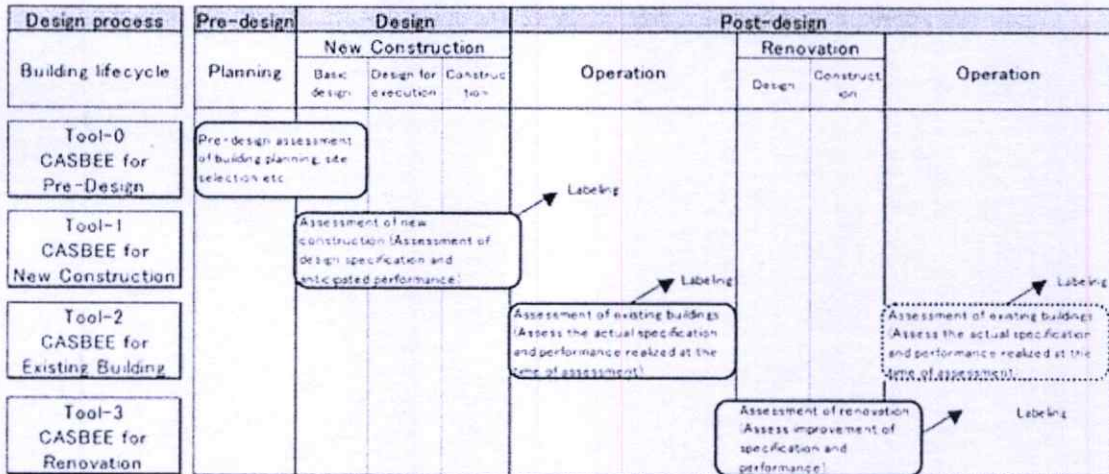 Design process
Pre-design
Design
Post-design
Building lifecycle
Planning
New Construction
Basic
design
Design for
execution
Construc
tion
Operation
Renovation
Design
Construct
ion
Operation
Tool-0
CASBEE for
Pre-Design
Pre-design assessment
of building planning, site
selection etc
Tool-1
CASBEE for
New Construction
Assessment of new
construction (Assessment of
design specification and
anticipated performance)
Labeling
Tool-2
CASBEE for
Existing Building
Assessment of existing buildings
(Assess the actual specification
and performance realized at the
time of assessment)
Labeling
Assessment of existing buildings
(Assess the actual specification
and performance realized at the
time of assessment)
Labeling
Tool-3
CASBEE for
Renovation
Assessment of renovation
(Assess improvement of
specification and
performance)
Labeling